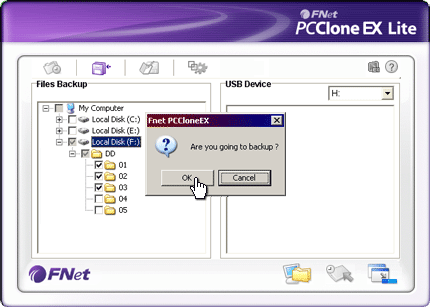 FNet
PCClone EX Lite
Files Backup
USB Device
H:
My Computer
Local Disk (C:)
Local Disk (E:)
Local Disk (F:)
DD
01
02
03
04
05
Fnet PCCloneEX
Are you going to backup ?
OK
Cancel
FNet